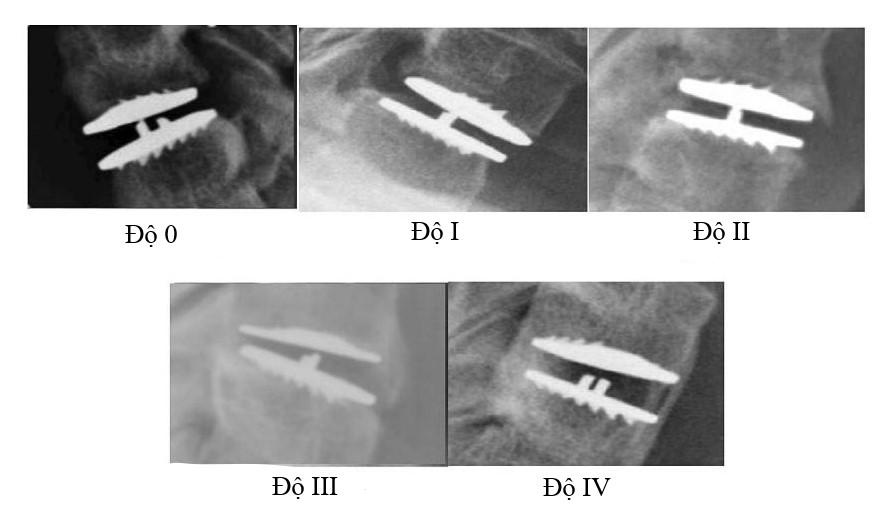 Độ 0
Độ I
Độ II
Độ III
Độ IV